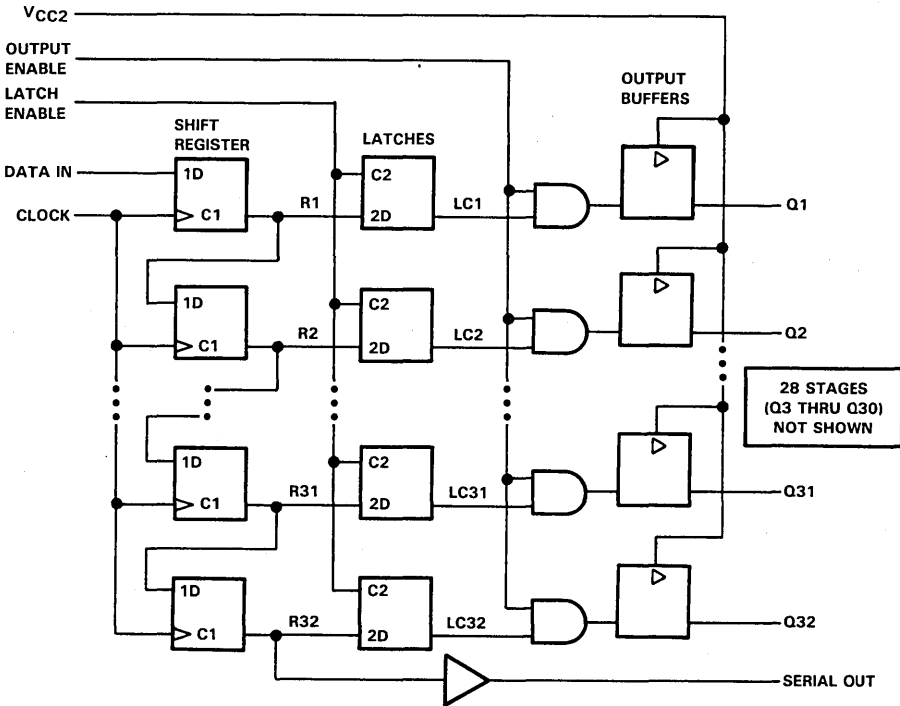 VCC2
OUTPUT
ENABLE
LATCH
ENABLE
SHIFT
REGISTER
LATCHES
OUTPUT
BUFFERS
DATA IN
1D
C2
CLOCK
C1
R1
2D
LC1
Q1
1D
C2
C1
R2
2D
LC2
Q2
28 STAGES
(Q3 THRU Q30)
NOT SHOWN
1D
C2
C1
R31
2D
LC31
Q31
1D
C2
C1
R32
2D
LC32
Q32
SERIAL OUT